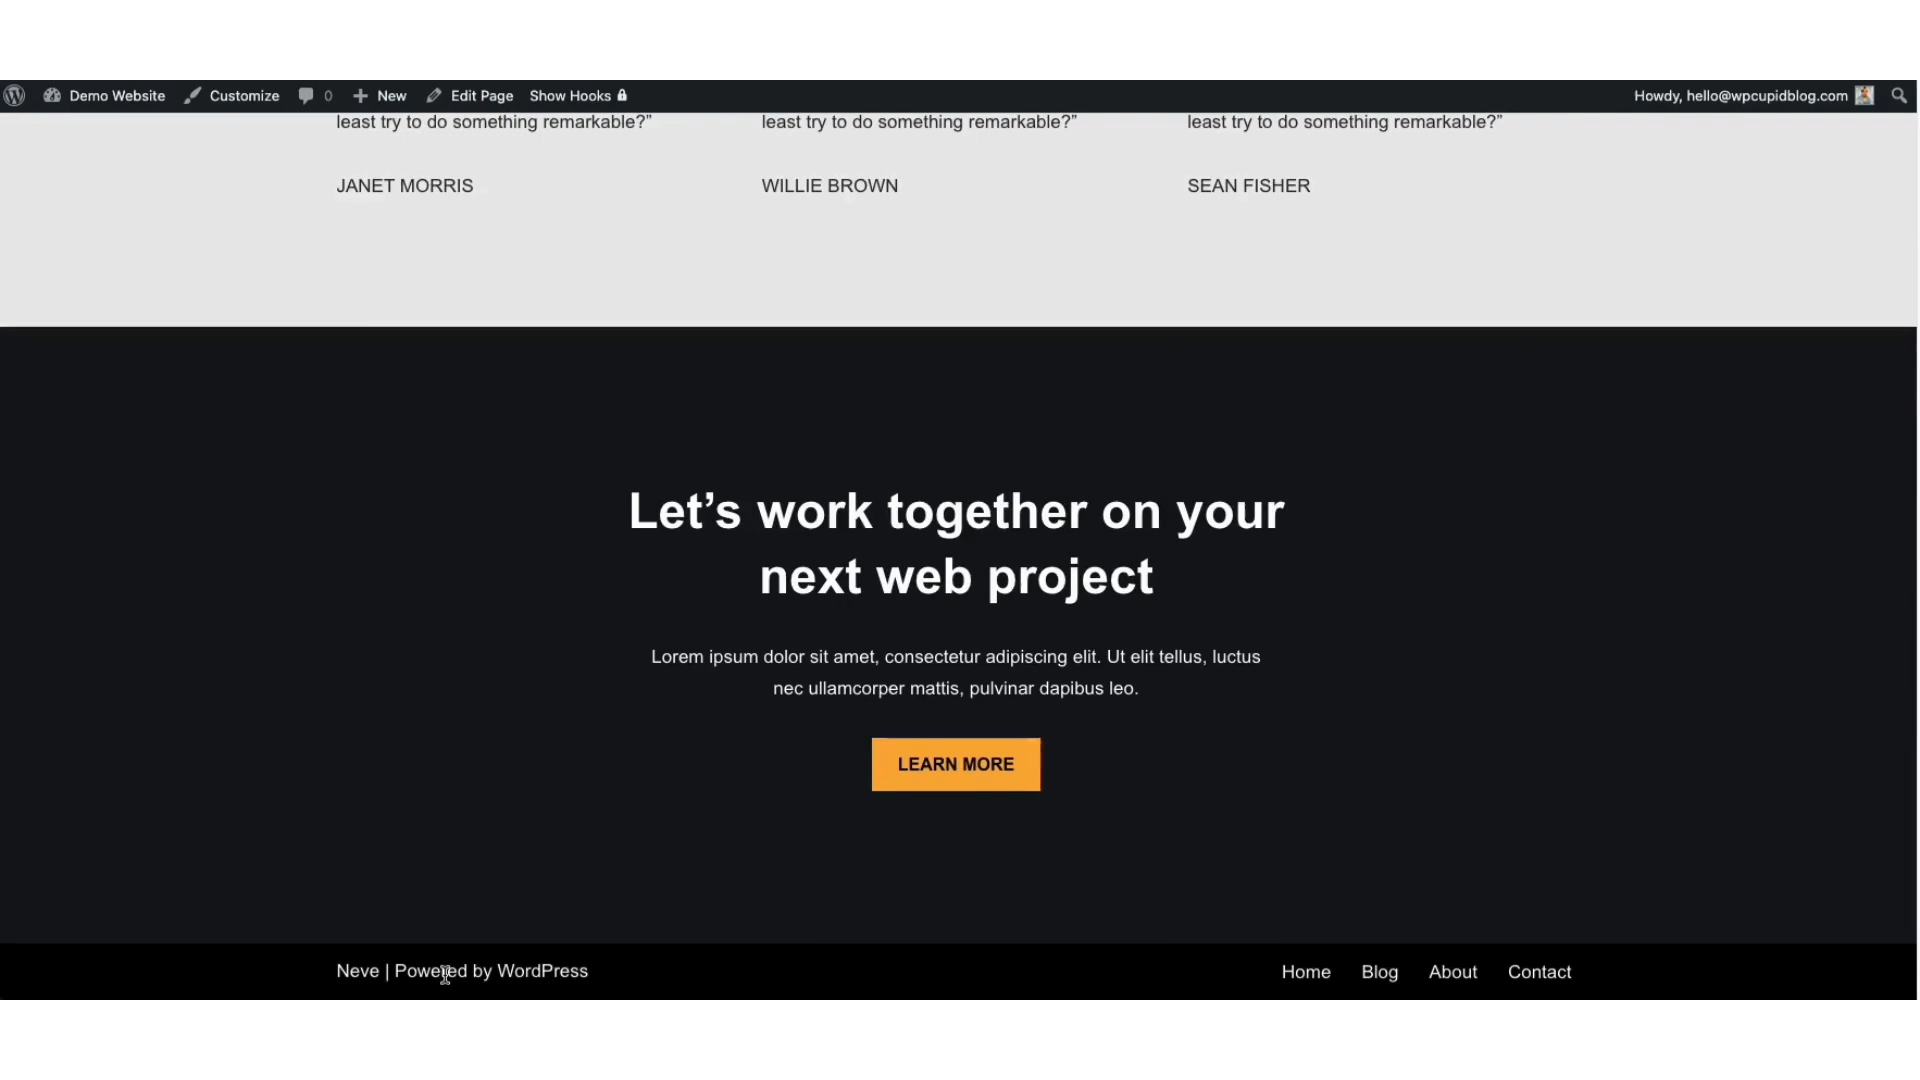 Demo Website Customize 0 New Edit Page Show Hooks Howdy, hello@wpcupidblog.com
least try to do something remarkable?” least try to do something remarkable?” least try to do something remarkable?”
JANET MORRIS WILLIE BROWN SEAN FISHER
Let’s work together on your
next web project
Lorem ipsum dolor sit amet, consectetur adipiscing elit. Ut elit tellus, luctus
nec ullamcorper mattis, pulvinar dapibus leo.
LEARN MORE
Neve | Powered by WordPress Home Blog About Contact